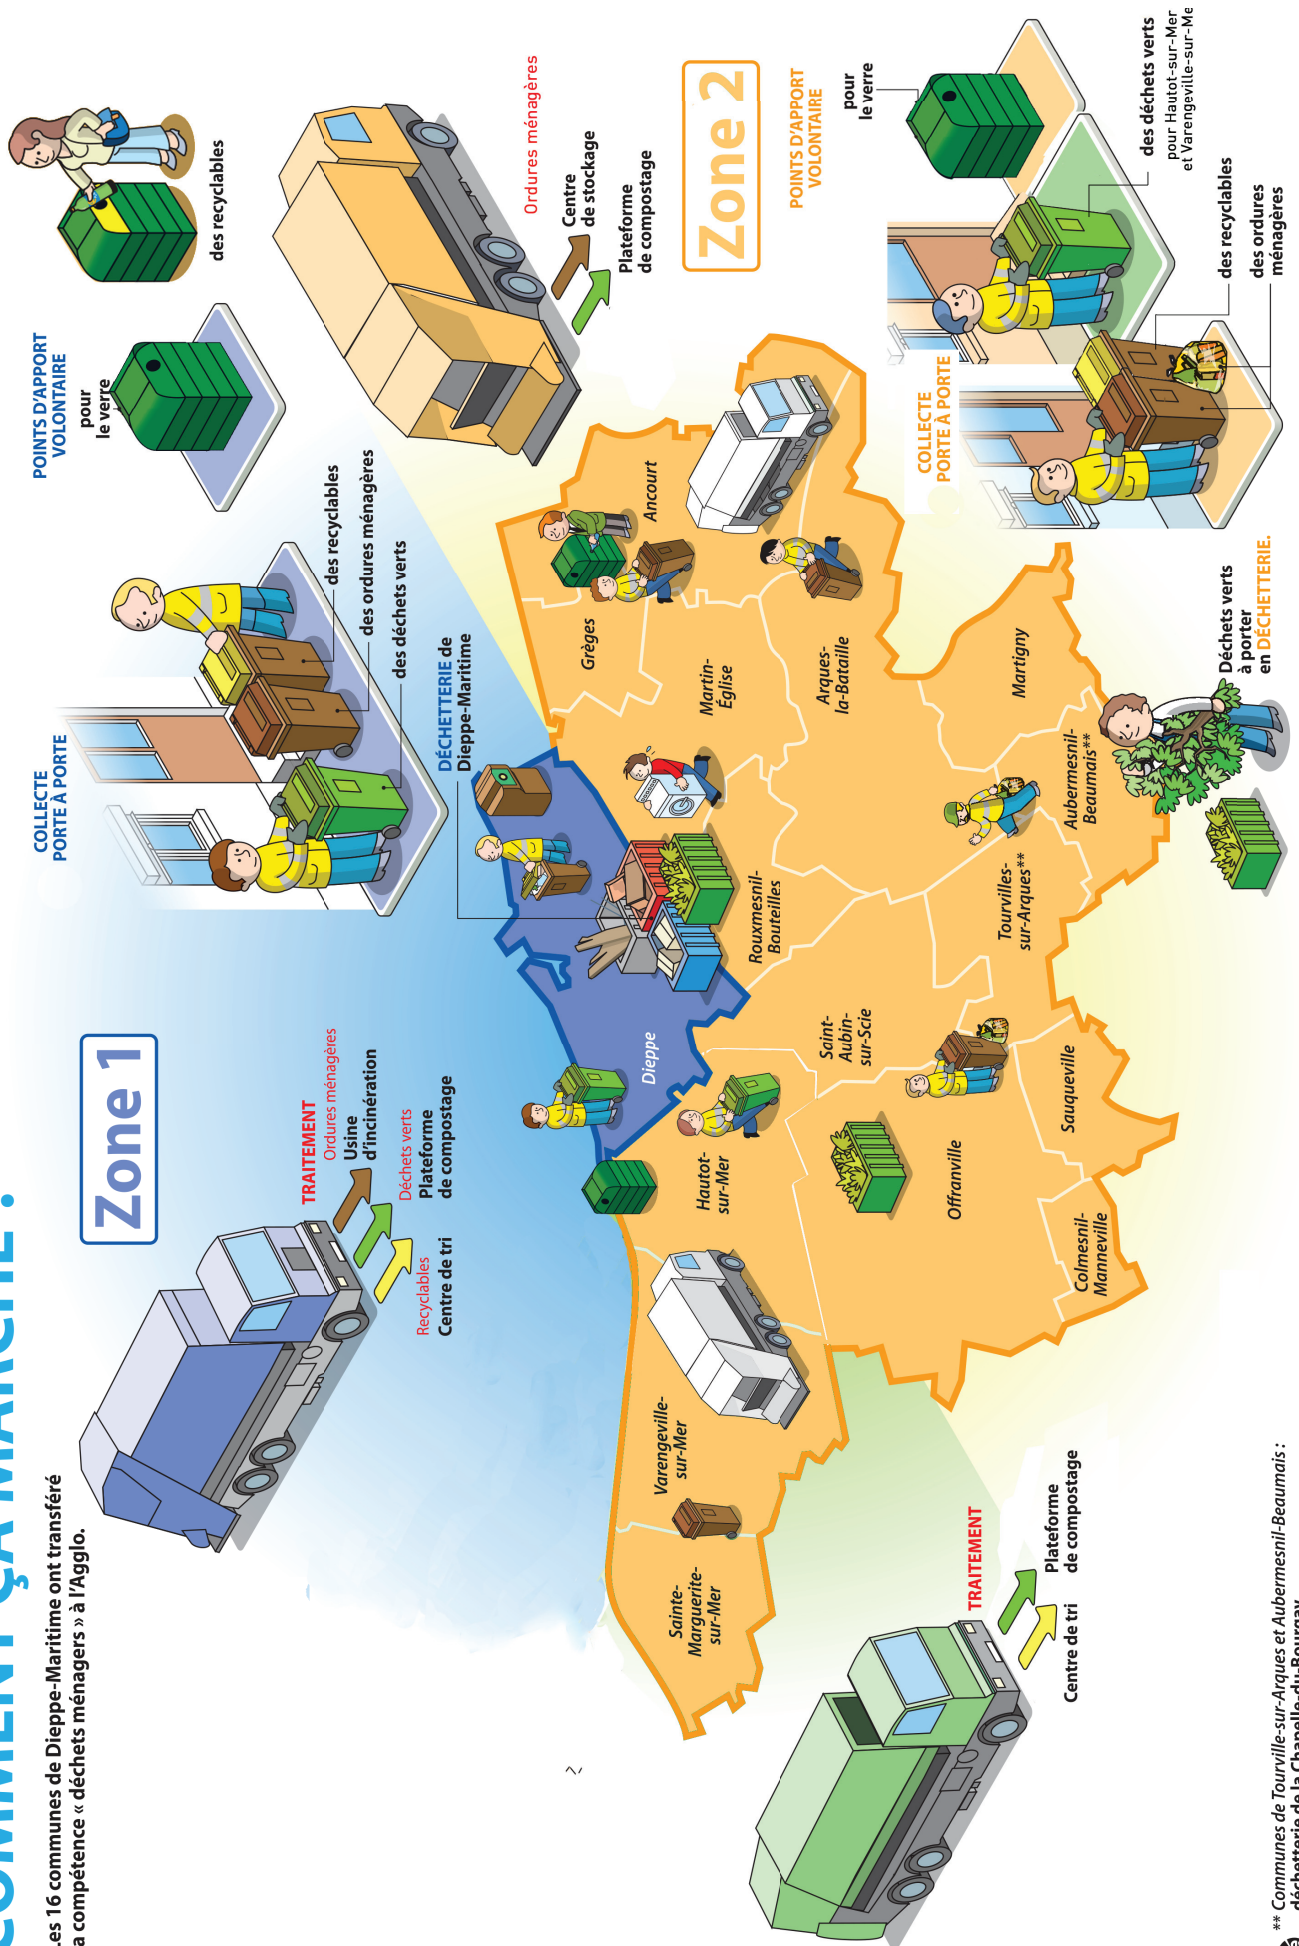 COMMENT ÇA MARCHE :
Les 16 communes de Dieppe-Maritime ont transféré
la compétence « déchets ménagers » à l'Agglo.
Zone 1
TRAITEMENT
Ordures ménagères
Usine
d'incinération
Déchets verts
Plateforme
de compostage
Recyclables
Centre de tri
COLLECTE
PORTE À PORTE
des recyclables
des ordures ménagères
des déchets verts
POINTS D'APPORT
VOLONTAIRE
pour
le verre
des recyclables
DÉCHETTERIE de
Dieppe-Maritime
Ordures ménagères
Centre
de stockage
Plateforme
de compostage
Zone 2
POINTS D'APPORT
VOLONTAIRE
pour
le verre
COLLECTE
PORTE À PORTE
des déchets verts
pour Hautot-sur-Mer
et Varengeville-sur-Me
des recyclables
des ordures
ménagères
Déchets verts
à porter
en DÉCHETTERIE.
Dieppe
Grèges
Ancourt
Martin-
Église
Arques-
la-Bataille
Rouxmesnil-
Bouteilles
Martigny
Aubermesnil-
Beaumais**
Tourvilles-
sur-Arques**
Saint-
Aubin-
sur-Scie
Hautot-
sur-Mer
Offranville
Sauqueville
Colmesnil-
Manneville
Varengeville-
sur-Mer
Sainte-
Marguerite-
sur-Mer
TRAITEMENT
Plateforme
de compostage
Centre de tri
** Communes de Tourville-sur-Arques et Aubermesnil-Beaumais :
déchetterie de la Chapelle-du-Bourgay